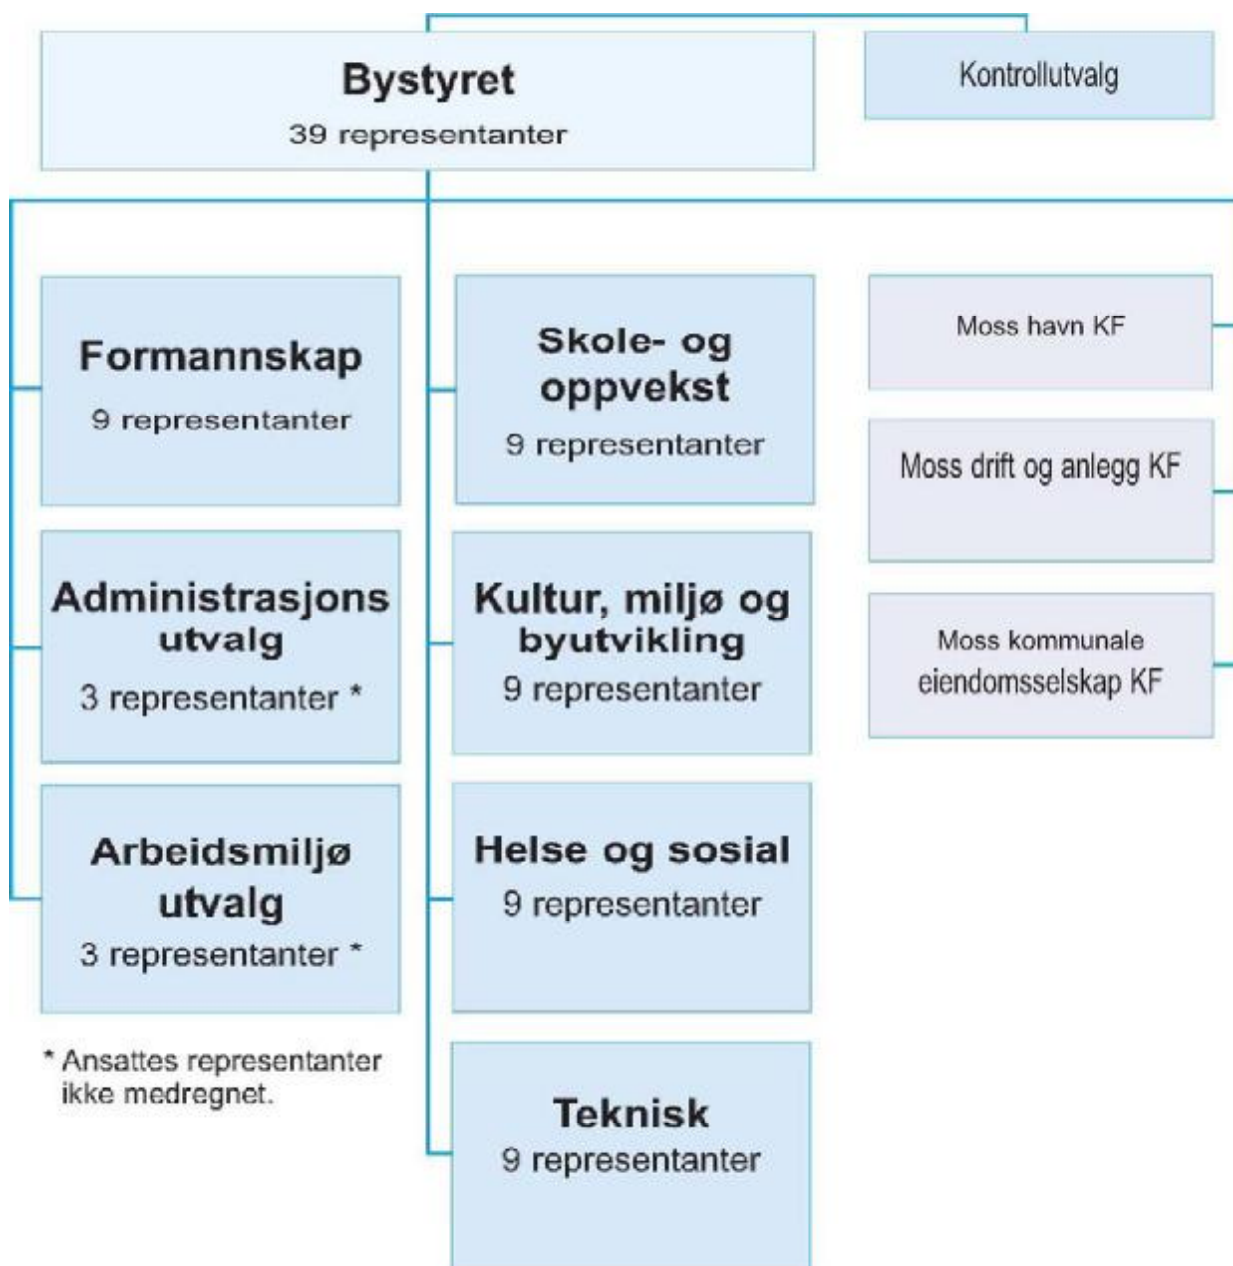 Bystyret
39 representanter
Kontrollutvalg
Formannskap
9 representanter
Administrasjons
utvalg
3 representanter *
Arbeidsmiljø
utvalg
3 representanter *
* Ansattes representanter
ikke medregnet.
Skole- og
oppvekst
9 representanter
Kultur, miljø og
byutvikling
9 representanter
Helse og sosial
9 representanter
Teknisk
9 representanter
Moss havn KF
Moss drift og anlegg KF
Moss kommunale
eiendomsselskap KF